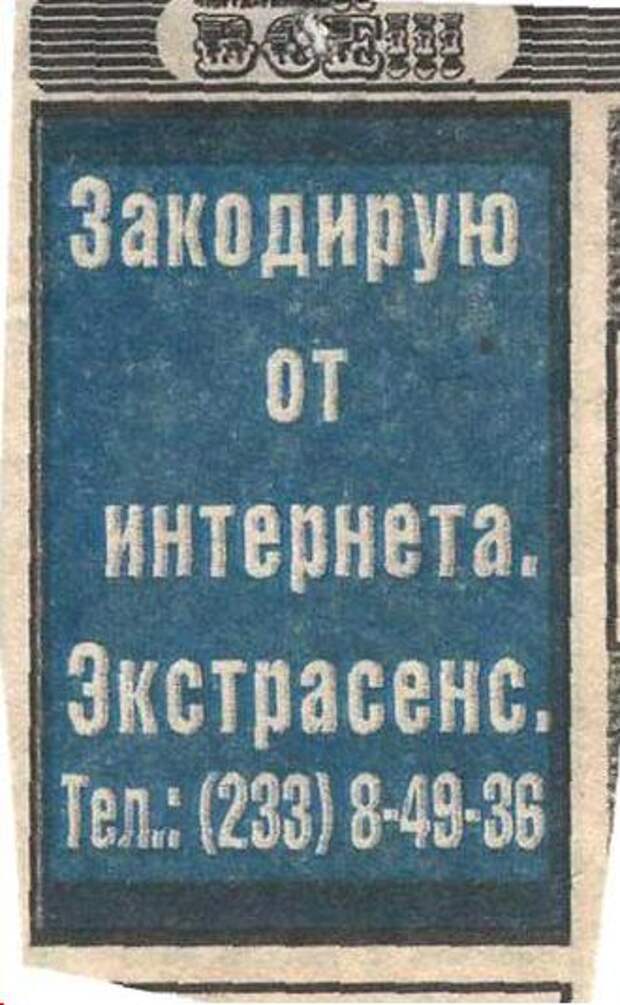 Закодирую
от
интернета.
Экстрасенс.
Тел.: (233) 8-49-36